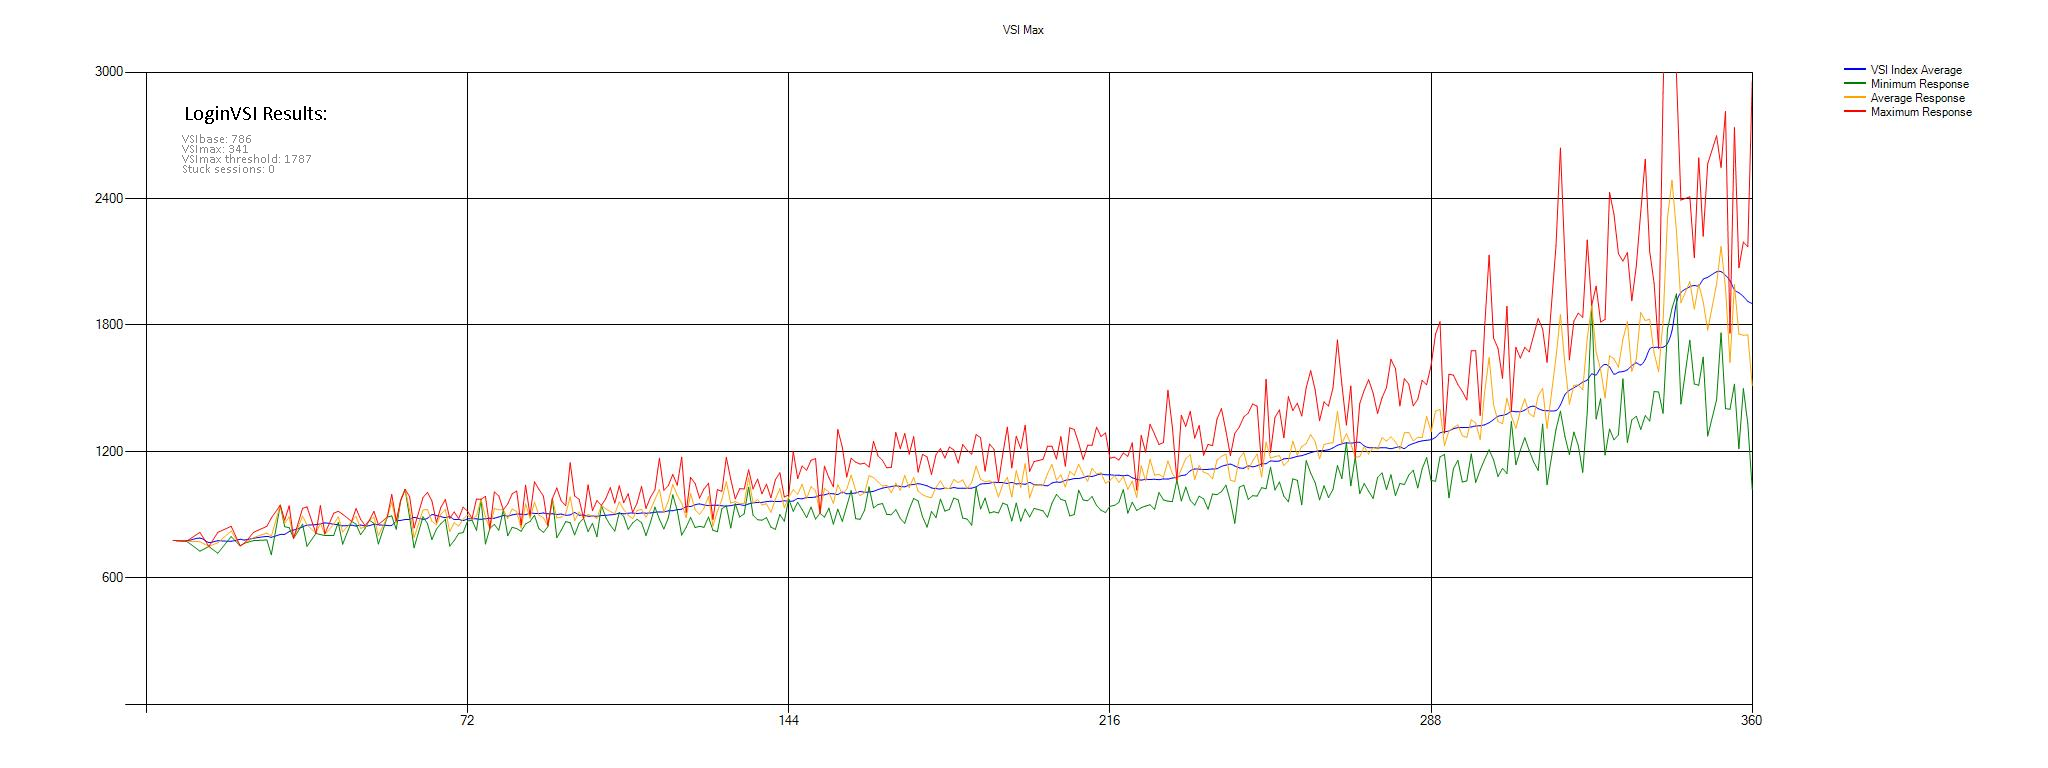 VSI Max
3000
2400
1800
1200
600
LoginVSI Results:
VSIbase: 786
VSImax: 341
VSImax threshold: 1787
Stuck sessions: 0
VSI Index Average
Minimum Response
Average Response
Maximum Response
72
144
216
288
360